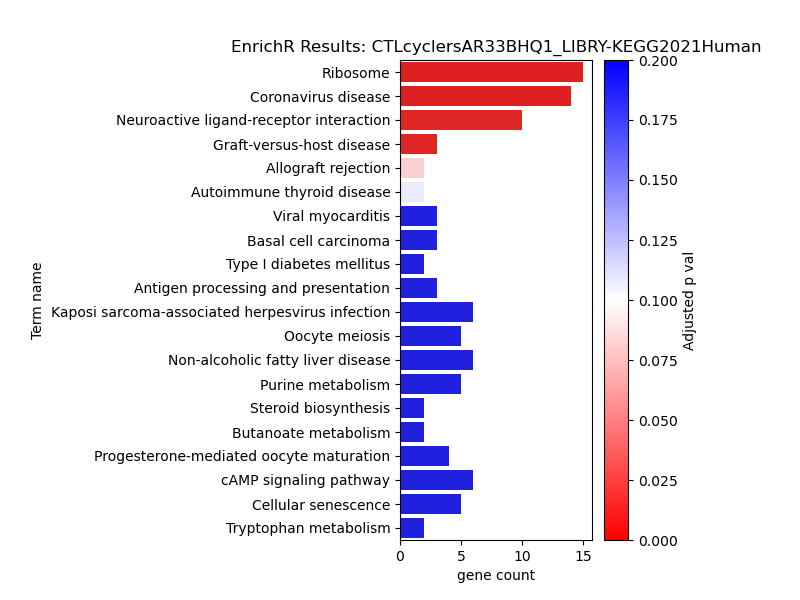 EnrichR Results: CTLcyclersAR33BHQ1_LIBRY-KEGG2021Human
Term name
Ribosome
Coronavirus disease
Neuroactive ligand-receptor interaction
Graft-versus-host disease
Allograft rejection
Autoimmune thyroid disease
Viral myocarditis
Basal cell carcinoma
Type I diabetes mellitus
Antigen processing and presentation
Kaposi sarcoma-associated herpesvirus infection
Oocyte meiosis
Non-alcoholic fatty liver disease
Purine metabolism
Steroid biosynthesis
Butanoate metabolism
Progesterone-mediated oocyte maturation
cAMP signaling pathway
Cellular senescence
Tryptophan metabolism
0 5 10 15
gene count
0.200
0.175
0.150
0.125
0.100
0.075
0.050
0.025
0.000
Adjusted p val